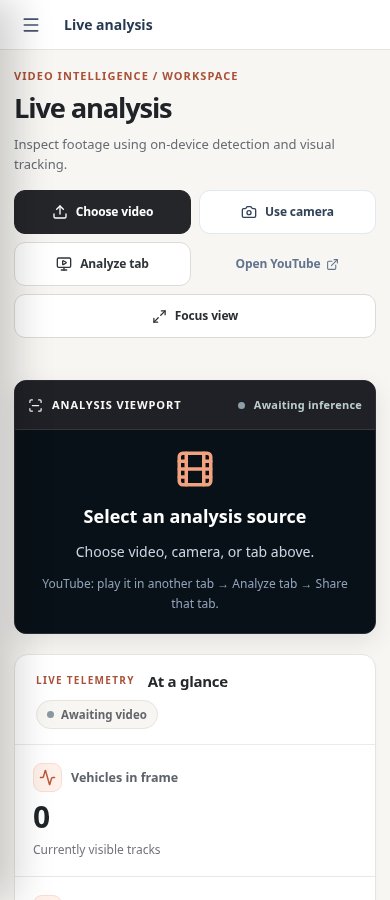 Live analysis
VIDEO INTELLIGENCE / WORKSPACE
Live analysis
Inspect footage using on-device detection and visual
tracking.
Choose video
Use camera
Analyze tab
Open YouTube
Focus view
ANALYSIS VIEWPORT
Awaiting inference
Select an analysis source
Choose video, camera, or tab above.
YouTube: play it in another tab → Analyze tab → Share
that tab.
LIVE TELEMETRY
At a glance
Awaiting video
Vehicles in frame
0
Currently visible tracks